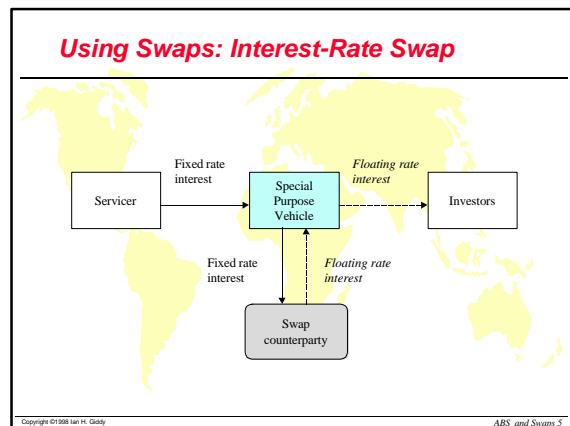 Using Swaps: Interest-Rate Swap
Fixed rate
interest
Floating rate
interest
Servicer
Special
Purpose
Vehicle
Investors
Fixed rate
interest
Floating rate
interest
Swap
counterparty
Copyright ©1998 Ian H. Giddy
ABS and Swaps 5